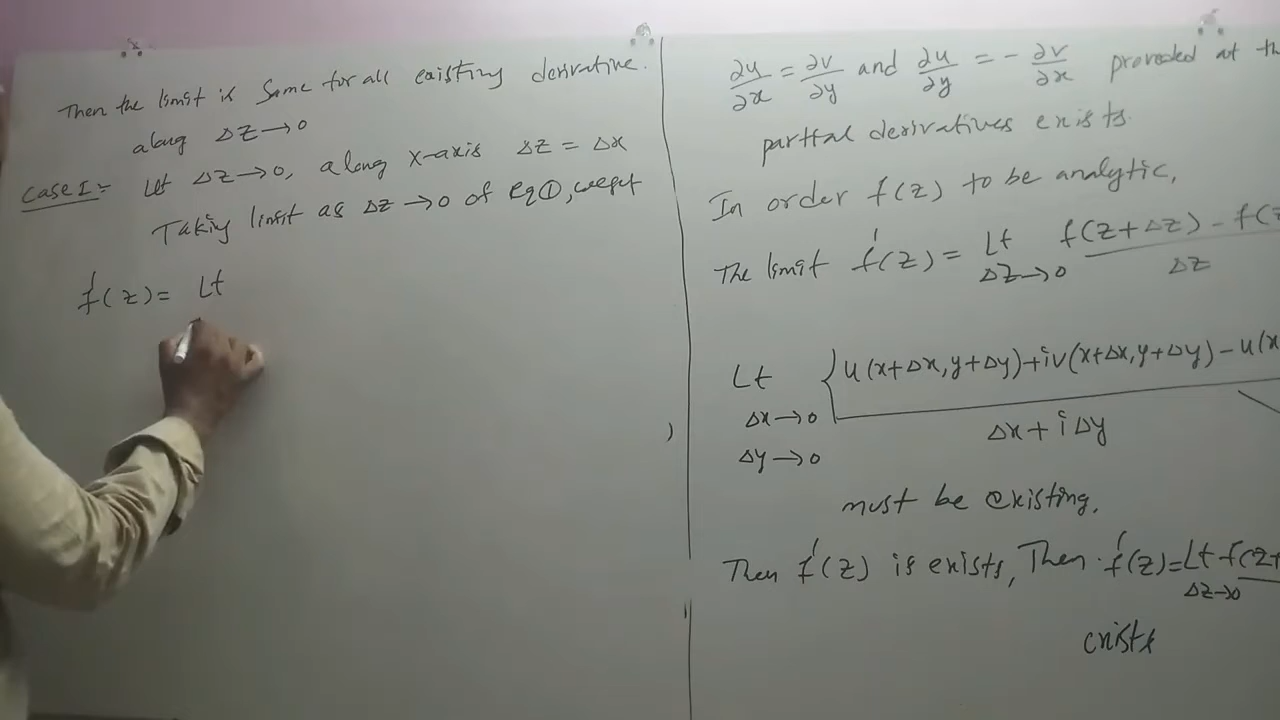 Then the limit is same for all existing derivative.
along Δz→0
Case I:- Let Δz→0, along x-axis Δz = Δx
Taking limit as Δz→0 of eq①, we get
f'(z) = Lt
∂u/∂x = ∂v/∂y and ∂u/∂y = - ∂v/∂x provided at the
partial derivatives exists.
In order f(z) to be analytic,
The limit f'(z) = Lt Δz→0 f(z+Δz) - f(z / Δz
Lt Δx→0 Δy→0 { u(x+Δx, y+Δy)+iv(x+Δx, y+Δy) - u(x / Δx + iΔy
must be existing.
Then f'(z) is exists, Then f'(z) = Lt Δz→0 f(z+
exists